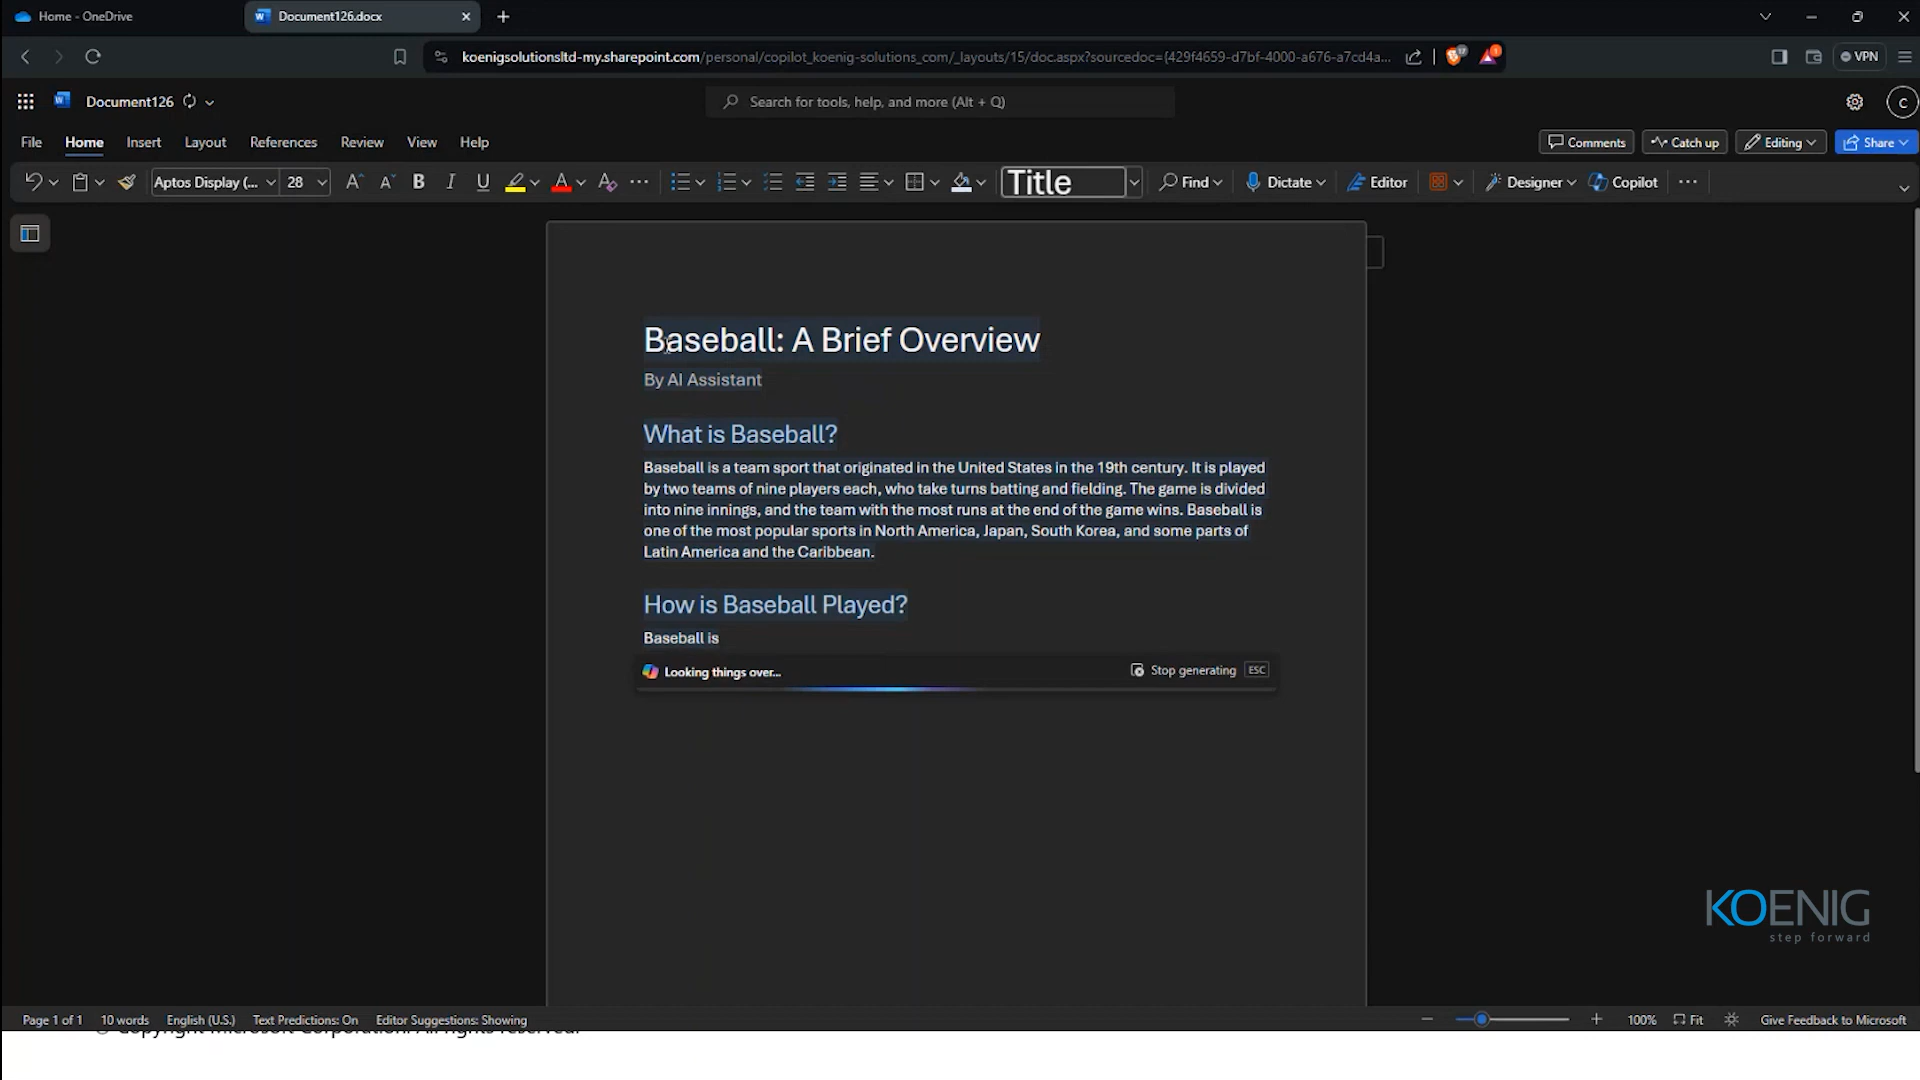 Home - OneDrive
Document126.docx
koenigsolutionsltd-my.sharepoint.com/personal/copilot_koenig-solutions_com/_layouts/15/doc.aspx?sourcedoc={429f4659-d7bf-4000-a676-a7cd4a...
VPN
Document126
Search for tools, help, and more (Alt + Q)
C
File Home Insert Layout References Review View Help
Comments Catch up Editing Share
Aptos Display (... 28 B I U A Title Find Dictate Editor Designer Copilot
Baseball: A Brief Overview
By AI Assistant
What is Baseball?
Baseball is a team sport that originated in the United States in the 19th century. It is played
by two teams of nine players each, who take turns batting and fielding. The game is divided
into nine innings, and the team with the most runs at the end of the game wins. Baseball is
one of the most popular sports in North America, Japan, South Korea, and some parts of
Latin America and the Caribbean.
How is Baseball Played?
Baseball is
Looking things over... Stop generating ESC
KOENIG
step forward
Page 1 of 1 10 words English (U.S.) Text Predictions: On Editor Suggestions: Showing
100% Fit Give Feedback to Microsoft
© Copyright Microsoft Corporation. All rights reserved.